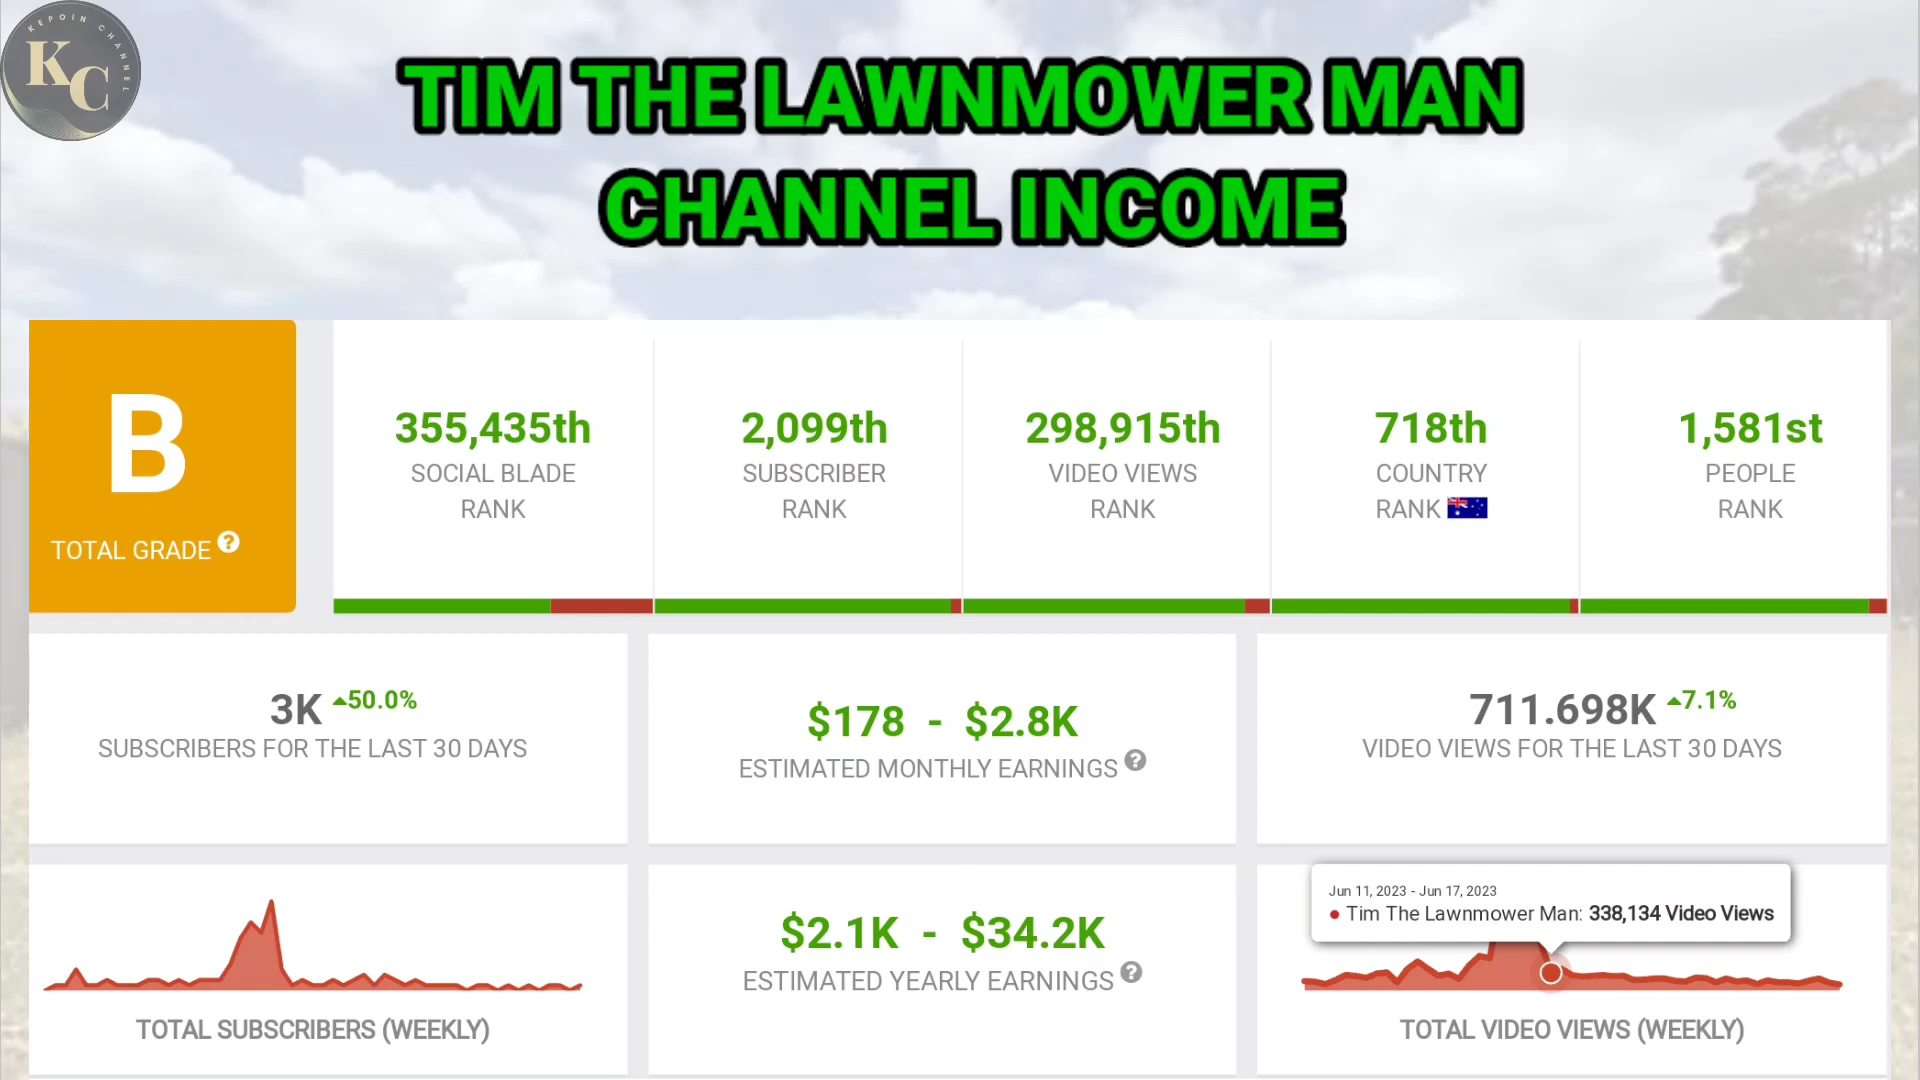 KEPOIN CHANNEL
KC
TIM THE LAWNMOWER MAN
CHANNEL INCOME
B
TOTAL GRADE ?
355,435th
SOCIAL BLADE
RANK
2,099th
SUBSCRIBER
RANK
298,915th
VIDEO VIEWS
RANK
718th
COUNTRY
RANK
1,581st
PEOPLE
RANK
3K 50.0%
SUBSCRIBERS FOR THE LAST 30 DAYS
$178 - $2.8K
ESTIMATED MONTHLY EARNINGS ?
711.698K 7.1%
VIDEO VIEWS FOR THE LAST 30 DAYS
TOTAL SUBSCRIBERS (WEEKLY)
$2.1K - $34.2K
ESTIMATED YEARLY EARNINGS ?
Jun 11, 2023 - Jun 17, 2023
Tim The Lawnmower Man: 338,134 Video Views
TOTAL VIDEO VIEWS (WEEKLY)